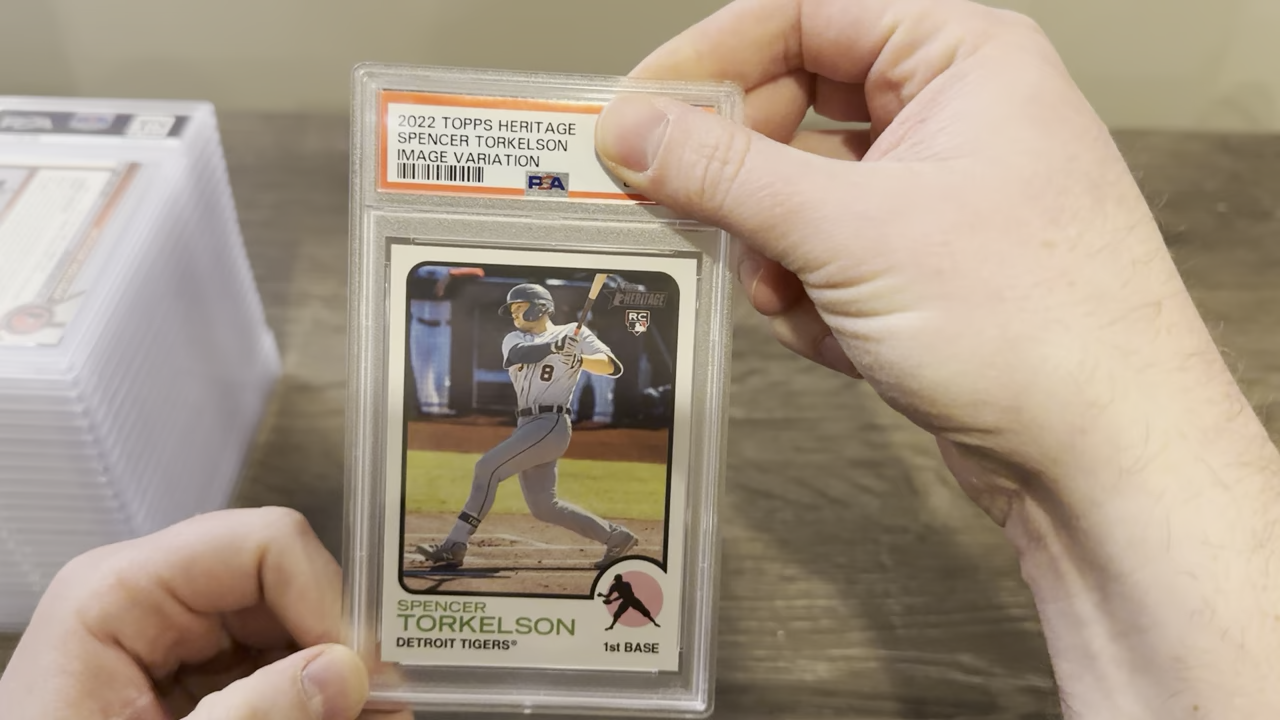 2022 TOPPS HERITAGE
SPENCER TORKELSON
IMAGE VARIATION
PSA
HERITAGE
RC
8
SPENCER
TORKELSON
DETROIT TIGERS®
1st BASE